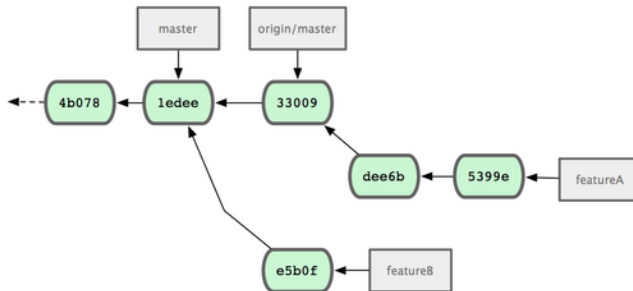 master
origin/master
4b078
1edee
33009
dee6b
5399e
featureA
e5b0f
featureB